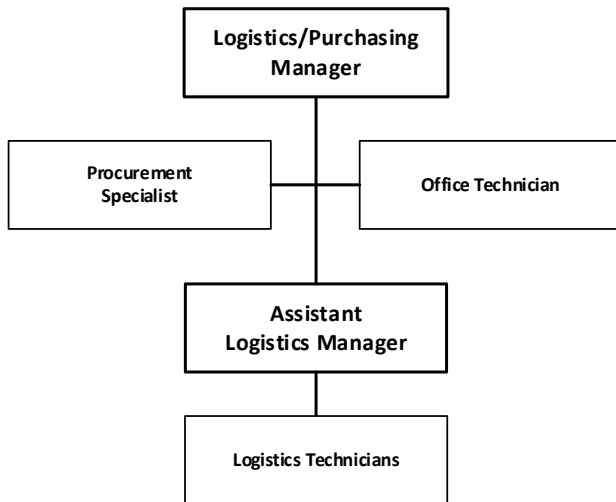 Logistics/Purchasing
Manager
Procurement
Specialist
Office Technician
Assistant
Logistics Manager
Logistics Technicians